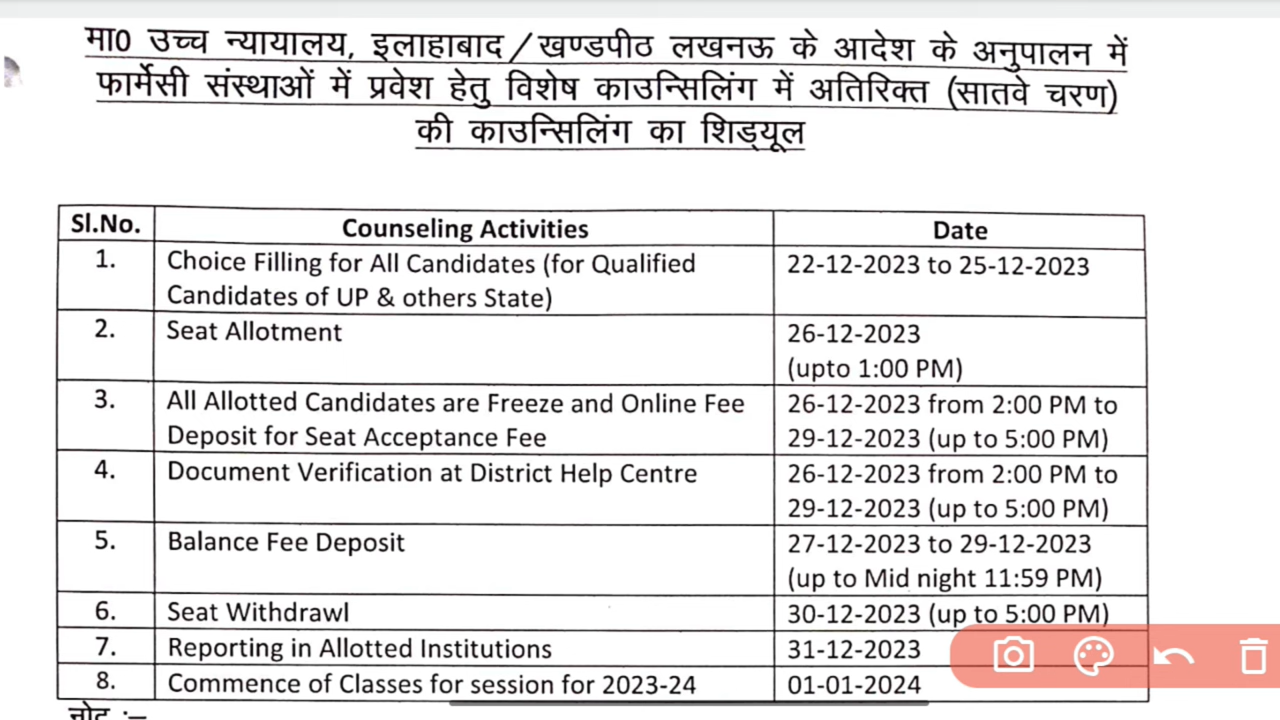 मा0 उच्च न्यायालय, इलाहाबाद/खण्डपीठ लखनऊ के आदेश के अनुपालन में
फार्मेसी संस्थाओं में प्रवेश हेतु विशेष काउन्सिलिंग में अतिरिक्त (सातवे चरण)
की काउन्सिलिंग का शिड्यूल
Sl.No. Counseling Activities Date
1. Choice Filling for All Candidates (for Qualified 22-12-2023 to 25-12-2023
Candidates of UP & others State)
2. Seat Allotment 26-12-2023
(upto 1:00 PM)
3. All Allotted Candidates are Freeze and Online Fee 26-12-2023 from 2:00 PM to
Deposit for Seat Acceptance Fee 29-12-2023 (up to 5:00 PM)
4. Document Verification at District Help Centre 26-12-2023 from 2:00 PM to
29-12-2023 (up to 5:00 PM)
5. Balance Fee Deposit 27-12-2023 to 29-12-2023
(up to Mid night 11:59 PM)
6. Seat Withdrawl 30-12-2023 (up to 5:00 PM)
7. Reporting in Allotted Institutions 31-12-2023
8. Commence of Classes for session for 2023-24 01-01-2024
नोट :-